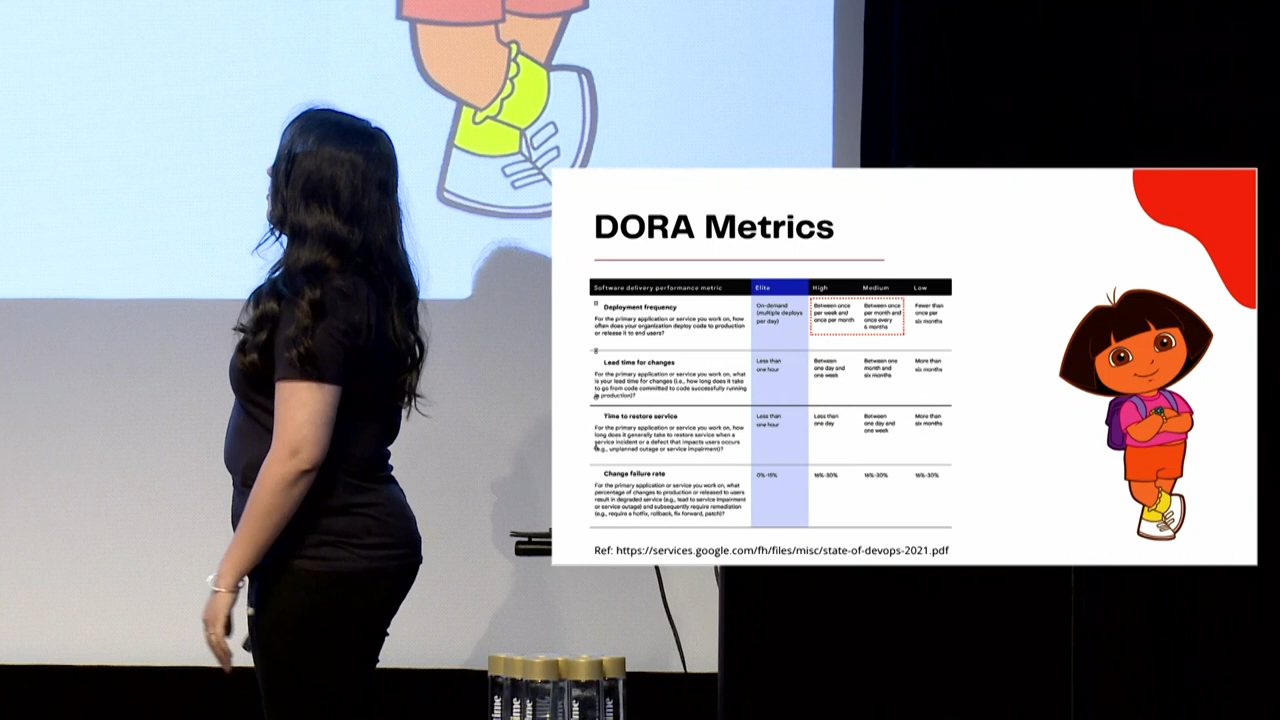 DORA Metrics
Software delivery performance metric Elite High Medium Low
Deployment frequency
For the primary application or service you work on, how
often does your organization deploy code to production
or release it to end users?
On-demand
(multiple deploys
per day)
Between once
per week and
once per month
Between once
per month and
once every
6 months
Fewer than
once per
six months
Lead time for changes
For the primary application or service you work on, what
is your lead time for changes (i.e., how long does it take
to go from code committed to code successfully running
in production)?
Less than
one hour
Between
one day and
one week
Between one
month and
six months
More than
six months
Time to restore service
For the primary application or service you work on, how
long does it generally take to restore service when a
service incident or a defect that impacts users occurs
(e.g., unplanned outage or service impairment)?
Less than
one hour
Less than
one day
Between
one day and
one week
More than
six months
Change failure rate
For the primary application or service you work on, what
percentage of changes to production or released to users
result in degraded service (e.g., lead to service impairment
or service outage) and subsequently require remediation
(e.g., require a hotfix, rollback, fix forward, patch)?
0%-15%
16%-30%
16%-30%
16%-30%
Ref: https://services.google.com/fh/files/misc/state-of-devops-2021.pdf